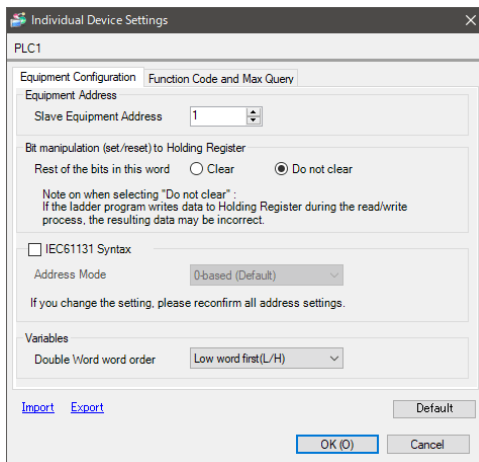 Individual Device Settings
PLC1
Equipment Configuration
Function Code and Max Query
Equipment Address
Slave Equipment Address
1
Bit manipulation (set/reset) to Holding Register
Rest of the bits in this word
Clear
Do not clear
Note on when selecting "Do not clear" :
If the ladder program writes data to Holding Register during the read/write
process, the resulting data may be incorrect.
IEC61131 Syntax
Address Mode
0-based (Default)
If you change the setting, please reconfirm all address settings.
Variables
Double Word word order
Low word first(L/H)
Import
Export
Default
OK (O)
Cancel